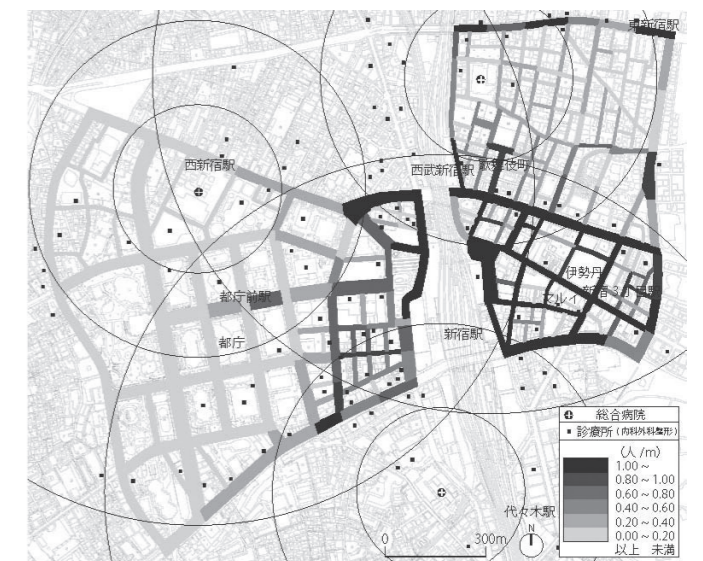 東新宿駅
西新宿駅
西武新宿駅
歌舞伎町
伊勢丹
都庁前駅
マルイ
新宿3丁目駅
新宿駅
都庁
総合病院
診療所(内科外科整形)
(人/m)
1.00~
0.80~1.00
0.60~0.80
0.40~0.60
0.20~0.40
0.00~0.20
以上 未満
代々木駅
N
0 300m